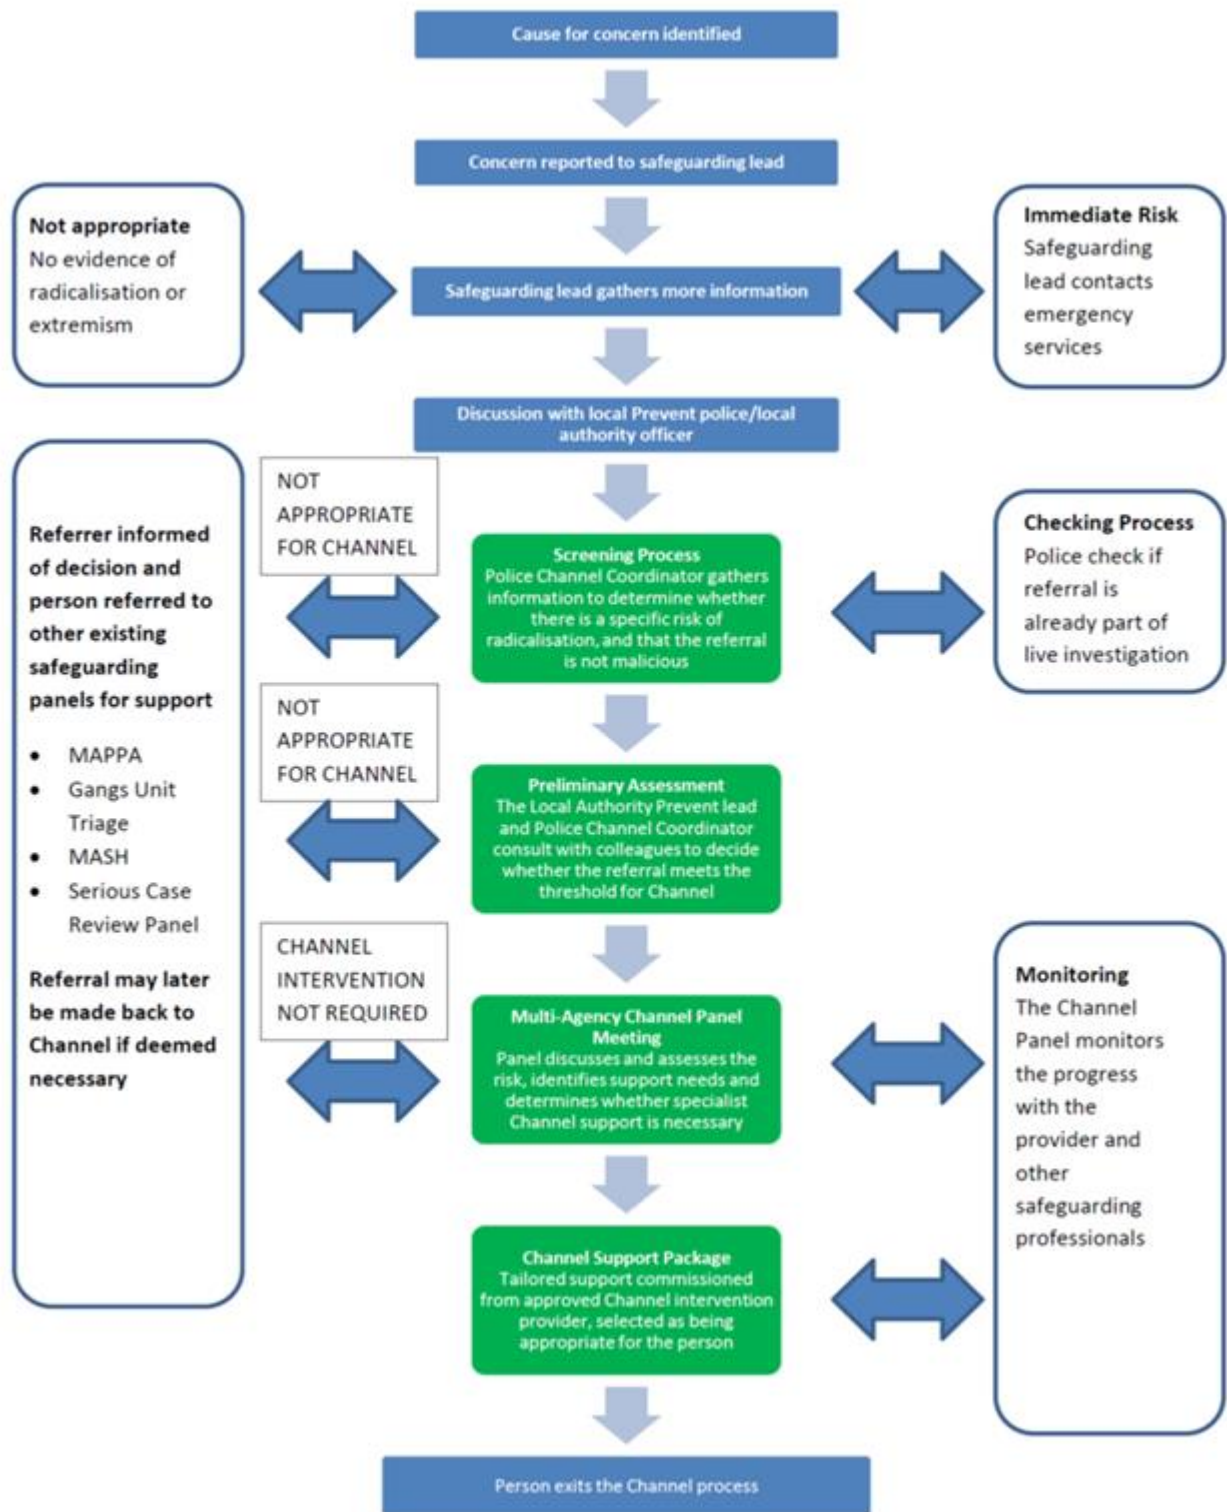 Cause for concern identified
Concern reported to safeguarding lead
Not appropriate
No evidence of
radicalisation or
extremism
Safeguarding lead gathers more information
Immediate Risk
Safeguarding
lead contacts
emergency
services
Discussion with local Prevent police/local
authority officer
Referrer informed
of decision and
person referred to
other existing
safeguarding
panels for support
• MAPPA
• Gangs Unit
Triage
• MASH
• Serious Case
Review Panel
Referral may later
be made back to
Channel if deemed
necessary
NOT
APPROPRIATE
FOR CHANNEL
Screening Process
Police Channel Coordinator gathers
information to determine whether
there is a specific risk of
radicalisation, and that the referral
is not malicious
Checking Process
Police check if
referral is
already part of
live investigation
NOT
APPROPRIATE
FOR CHANNEL
Preliminary Assessment
The Local Authority Prevent lead
and Police Channel Coordinator
consult with colleagues to decide
whether the referral meets the
threshold for Channel
CHANNEL
INTERVENTION
NOT REQUIRED
Multi-Agency Channel Panel
Meeting
Panel discusses and assesses the
risk, identifies support needs and
determines whether specialist
Channel support is necessary
Monitoring
The Channel
Panel monitors
the progress
with the
provider and
other
safeguarding
professionals
Channel Support Package
Tailored support commissioned
from approved Channel intervention
provider, selected as being
appropriate for the person
Person exits the Channel process